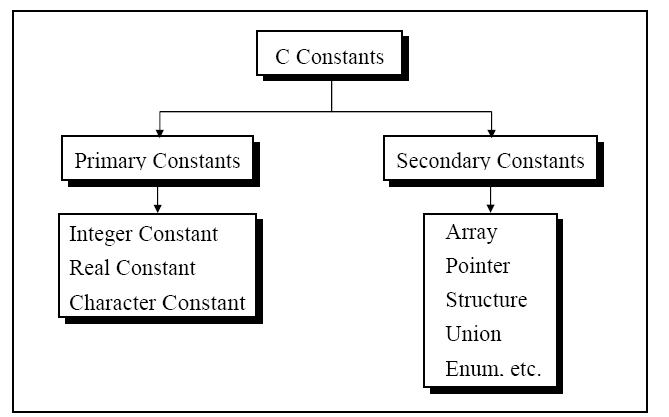 C Constants
Primary Constants
Secondary Constants
Integer Constant
Real Constant
Character Constant
Array
Pointer
Structure
Union
Enum. etc.